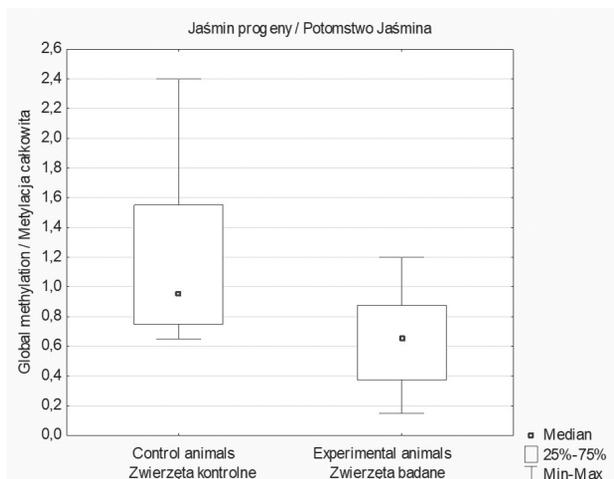 Jaśmin progeny / Potomstwo Jaśmina
Global methylation / Metylacja całkowita
2,6
2,4
2,2
2,0
1,8
1,6
1,4
1,2
1,0
0,8
0,6
0,4
0,2
0,0
Control animals
Zwierzęta kontrolne
Experimental animals
Zwierzęta badane
Median
25%-75%
Min-Max